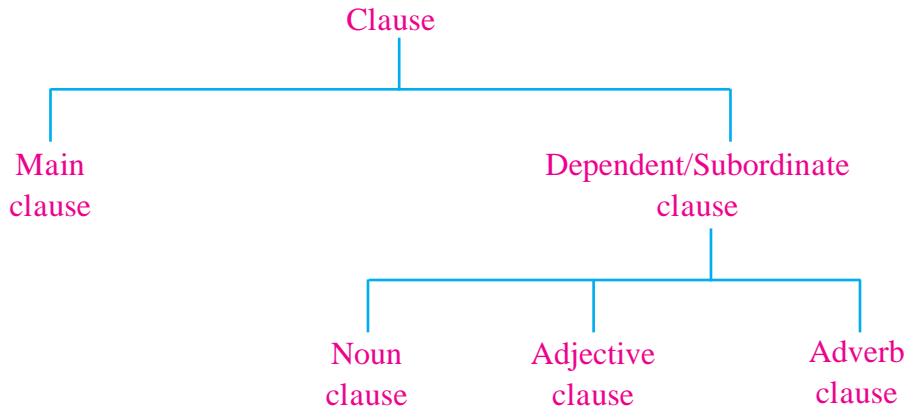 Clause
Main
clause
Dependent/Subordinate
clause
Noun
clause
Adjective
clause
Adverb
clause